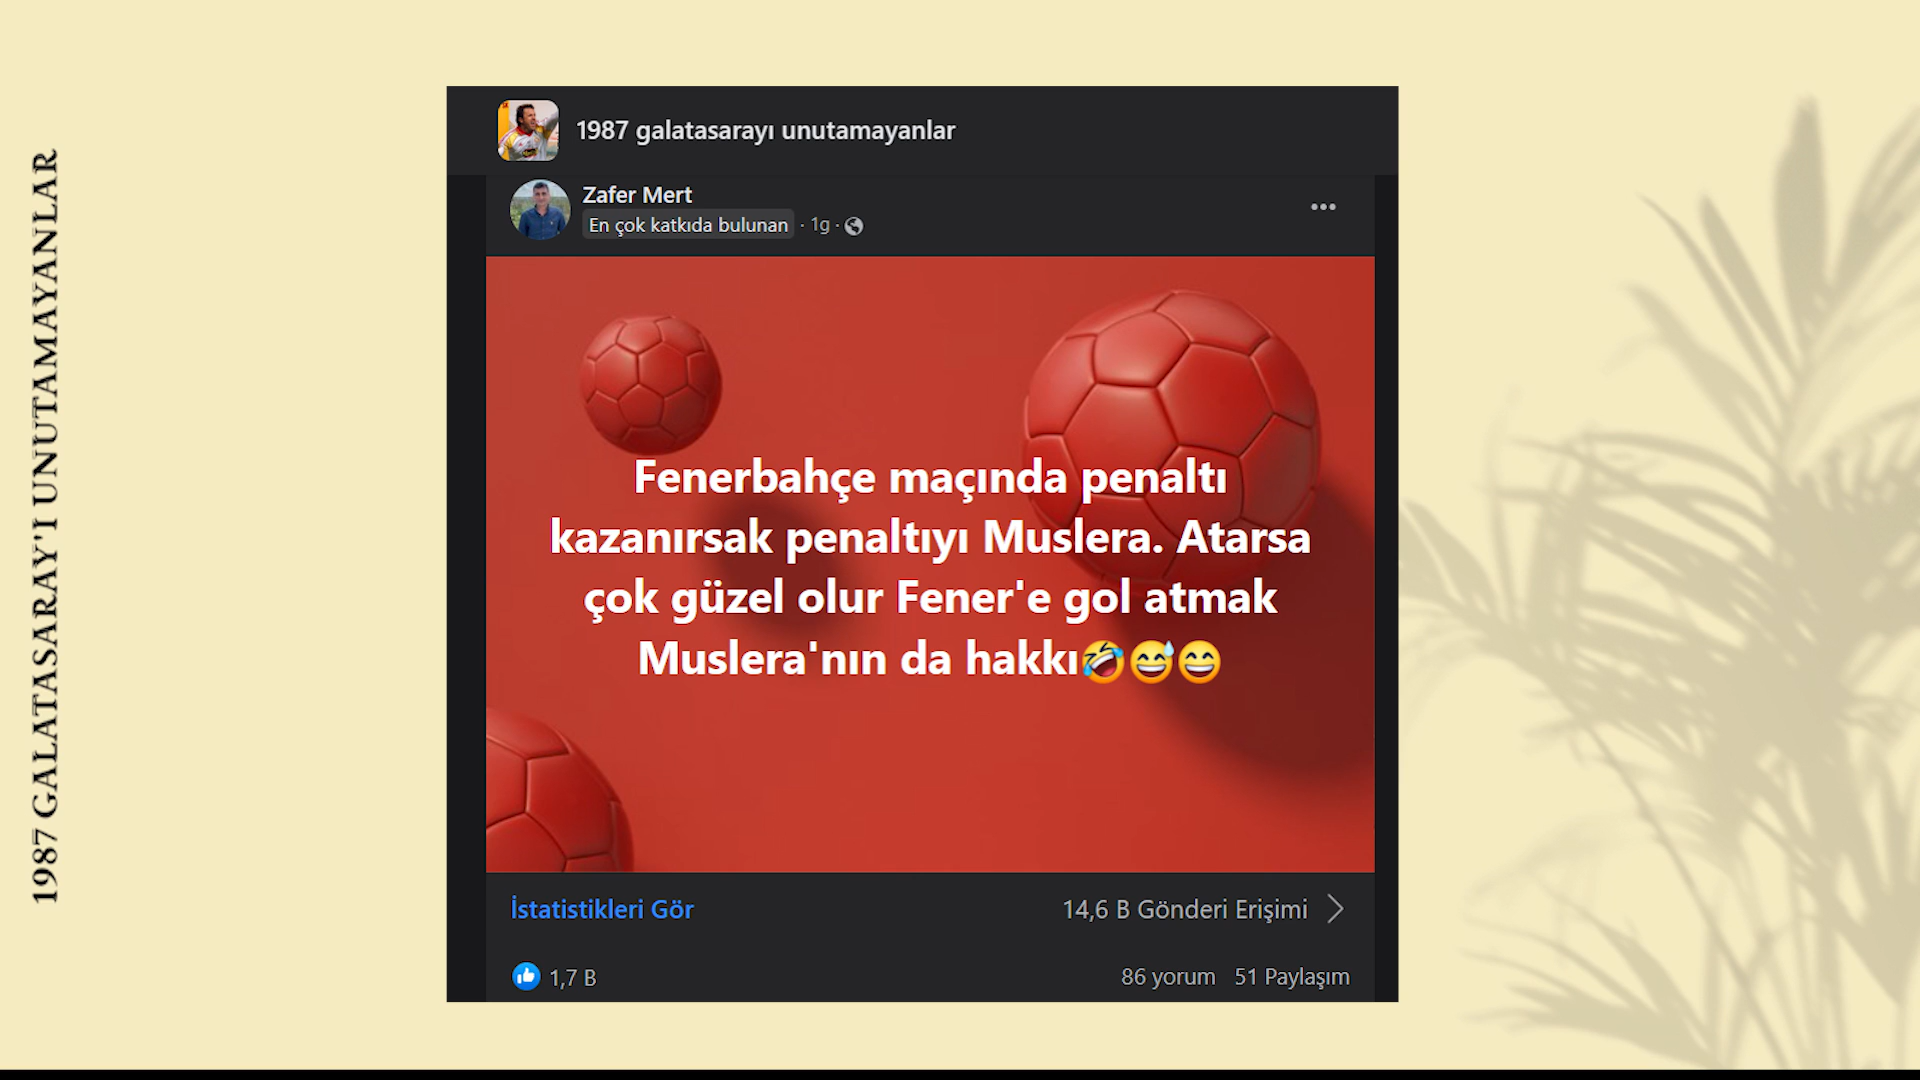 1987 GALATASARAY'I UNUTAMAYANLAR
1987 galatasarayı unutamayanlar
Zafer Mert
En çok katkıda bulunan · 1g ·
Fenerbahçe maçında penaltı
kazanırsak penaltıyı Muslera. Atarsa
çok güzel olur Fener'e gol atmak
Muslera'nın da hakkı🤣😅😄
İstatistikleri Gör
14,6 B Gönderi Erişimi
1,7 B
86 yorum 51 Paylaşım